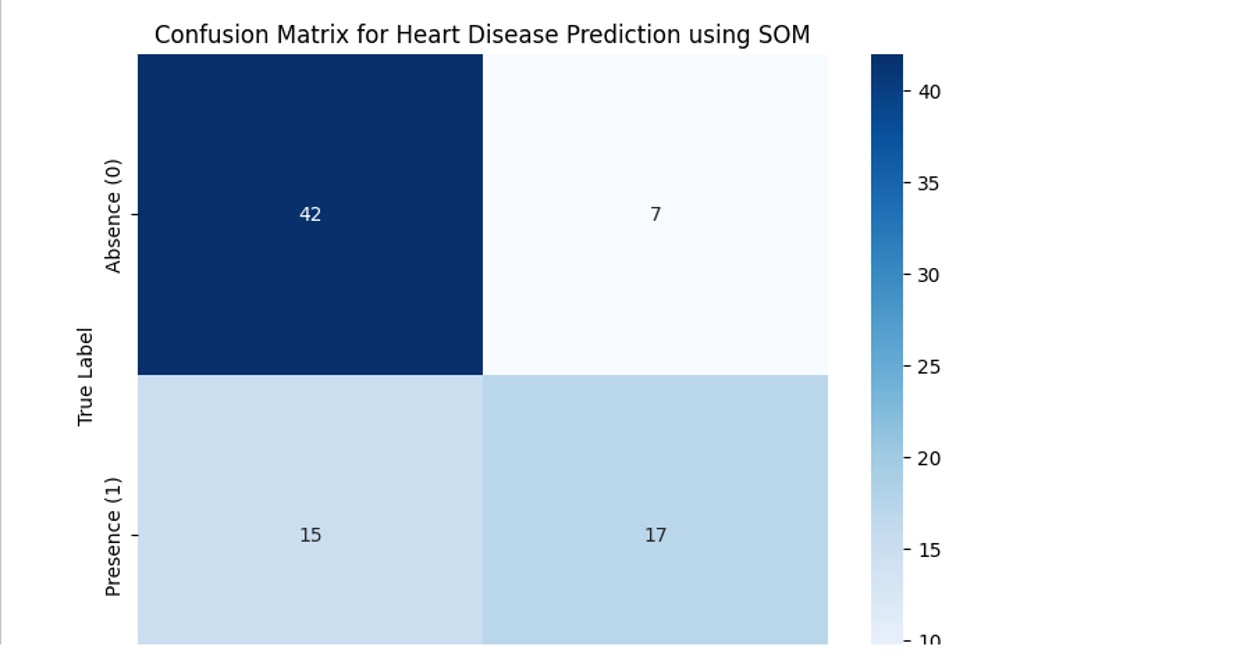 Confusion Matrix for Heart Disease Prediction using SOM
Absence (0)
42
7
True Label
Presence (1)
15
17
40
35
30
25
20
15
10